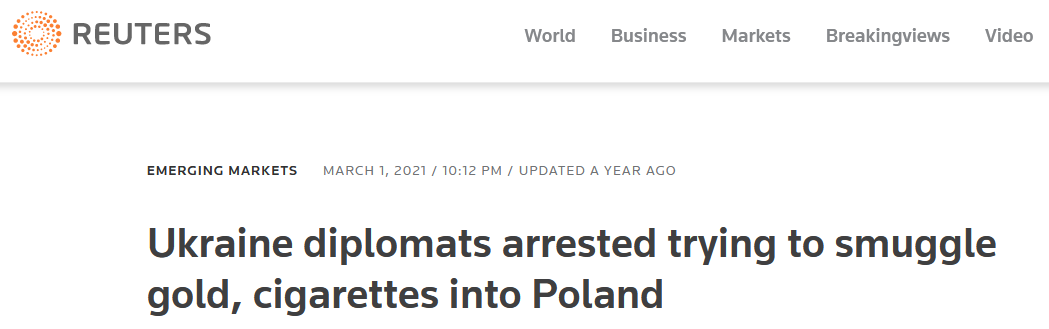 REUTERS World Business Markets Breakingviews Video
EMERGING MARKETS MARCH 1, 2021 / 10:12 PM / UPDATED A YEAR AGO
Ukraine diplomats arrested trying to smuggle
gold, cigarettes into Poland